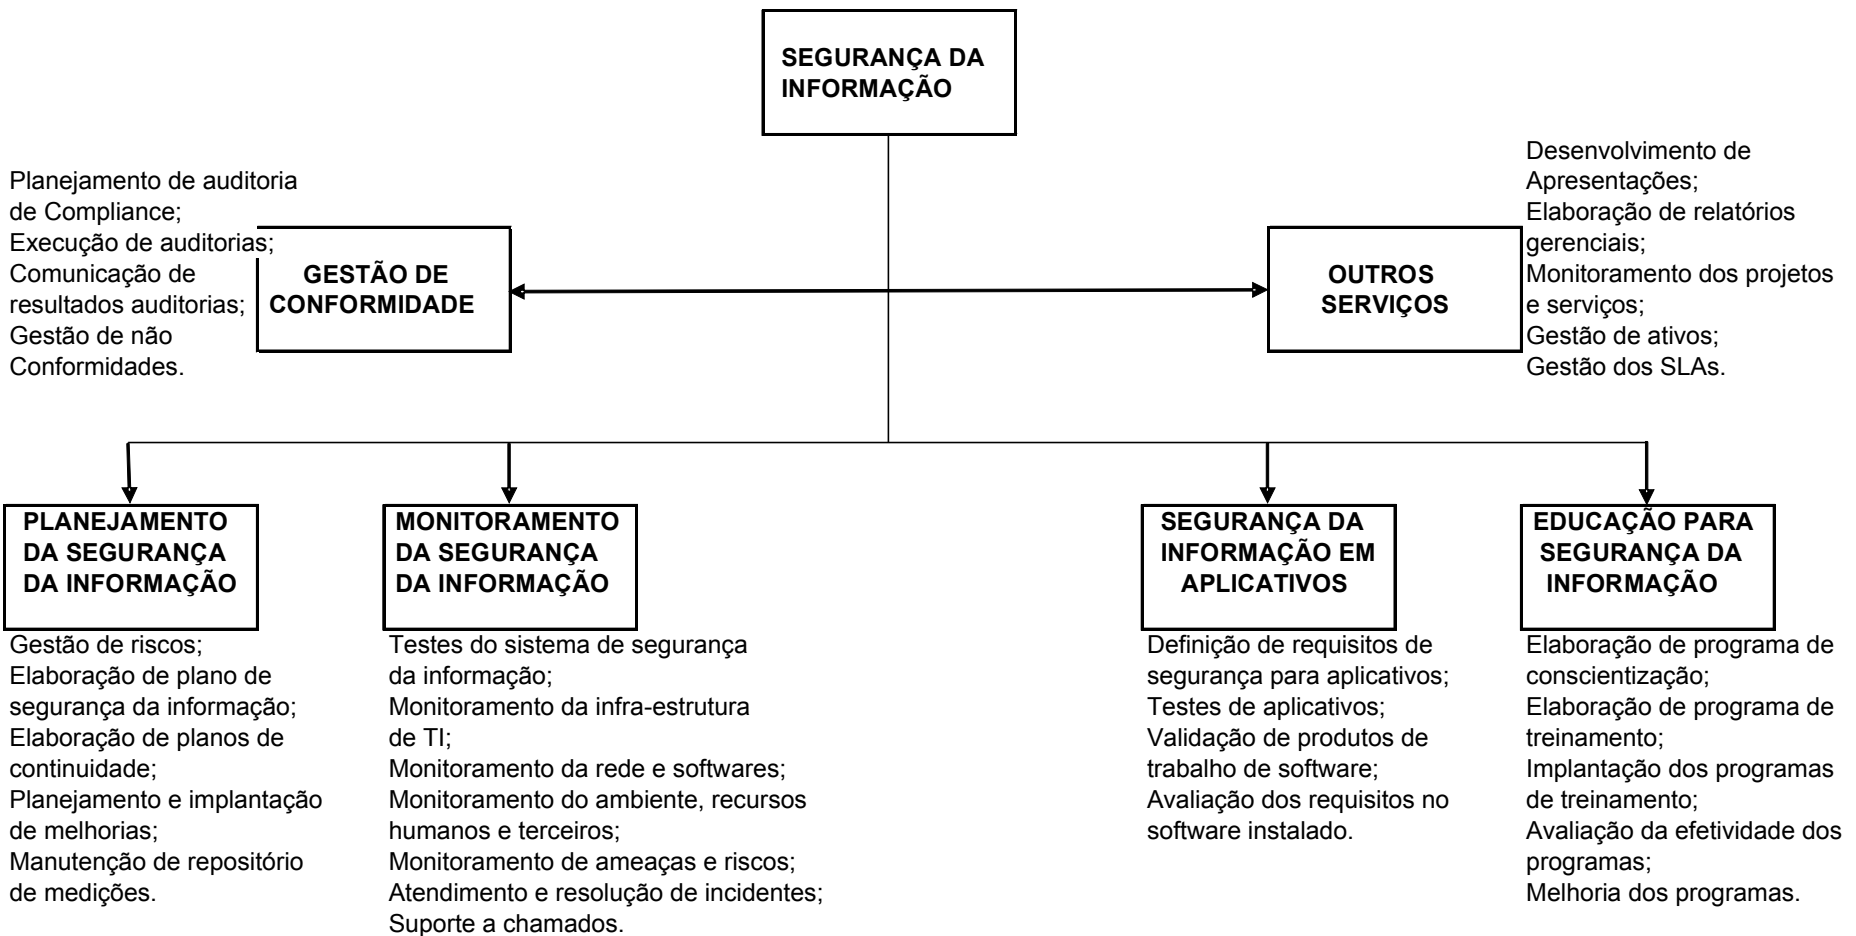 SEGURANÇA DA
INFORMAÇÃO
Planejamento de auditoria
de Compliance;
Execução de auditorias;
Comunicação de
resultados auditorias;
Gestão de não
Conformidades.
GESTÃO DE
CONFORMIDADE
OUTROS
SERVIÇOS
Desenvolvimento de
Apresentações;
Elaboração de relatórios
gerenciais;
Monitoramento dos projetos
e serviços;
Gestão de ativos;
Gestão dos SLAs.
PLANEJAMENTO
DA SEGURANÇA
DA INFORMAÇÃO
Gestão de riscos;
Elaboração de plano de
segurança da informação;
Elaboração de planos de
continuidade;
Planejamento e implantação
de melhorias;
Manutenção de repositório
de medições.
MONITORAMENTO
DA SEGURANÇA
DA INFORMAÇÃO
Testes do sistema de segurança
da informação;
Monitoramento da infra-estrutura
de TI;
Monitoramento da rede e softwares;
Monitoramento do ambiente, recursos
humanos e terceiros;
Monitoramento de ameaças e riscos;
Atendimento e resolução de incidentes;
Suporte a chamados.
SEGURANÇA DA
INFORMAÇÃO EM
APLICATIVOS
Definição de requisitos de
segurança para aplicativos;
Testes de aplicativos;
Validação de produtos de
trabalho de software;
Avaliação dos requisitos no
software instalado.
EDUCAÇÃO PARA
SEGURANÇA DA
INFORMAÇÃO
Elaboração de programa de
conscientização;
Elaboração de programa de
treinamento;
Implantação dos programas
de treinamento;
Avaliação da efetividade dos
programas;
Melhoria dos programas.